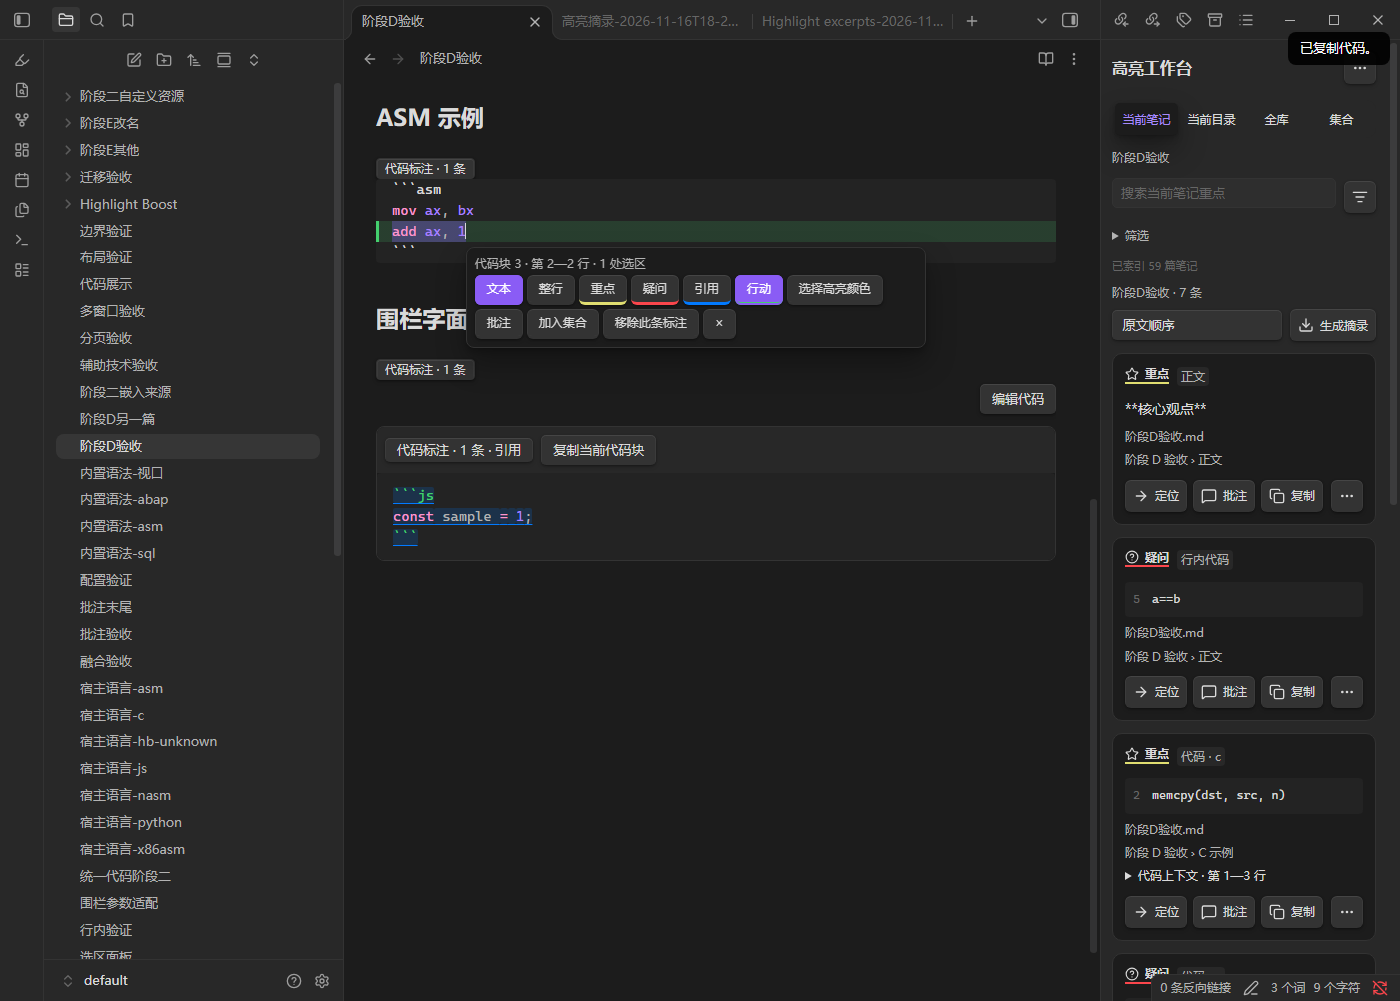 阶段D验收
高亮摘录-2026-11-16T18-2...
Highlight excerpts-2026-11...
已复制代码。
阶段二自定义资源
阶段E改名
阶段E其他
迁移验收
Highlight Boost
边界验证
布局验证
代码展示
多窗口验收
分页验收
辅助技术验收
阶段二嵌入来源
阶段D另一篇
阶段D验收
内置语法-视口
内置语法-abap
内置语法-asm
内置语法-sql
配置验证
批注末尾
批注验收
融合验收
宿主语言-asm
宿主语言-c
宿主语言-hb-unknown
宿主语言-js
宿主语言-nasm
宿主语言-python
宿主语言-x86asm
统一代码阶段二
围栏参数适配
行内验证
选区面板
default
阶段D验收
ASM 示例
代码标注 · 1 条
```asm
mov ax, bx
add ax, 1
```
代码块 3 · 第 2—2 行 · 1 处选区
文本 整行 重点 疑问 引用 行动 选择高亮颜色
批注 加入集合 移除此条标注 ×
围栏字面
代码标注 · 1 条
编辑代码
代码标注 · 1 条 · 引用 复制当前代码块
```js
const sample = 1;
```
高亮工作台
当前笔记 当前目录 全库 集合
阶段D验收
搜索当前笔记重点
筛选
已索引 59 篇笔记
阶段D验收 · 7 条
原文顺序 生成摘录
重点 正文
**核心观点**
阶段D验收.md
阶段 D 验收 › 正文
定位 批注 复制
疑问 行内代码
5 a==b
阶段D验收.md
阶段 D 验收 › 正文
定位 批注 复制
重点 代码 · c
2 memcpy(dst, src, n)
阶段D验收.md
阶段 D 验收 › C 示例
代码上下文 · 第 1—3 行
定位 批注 复制
疑问
0 条反向链接 3 个词 9 个字符